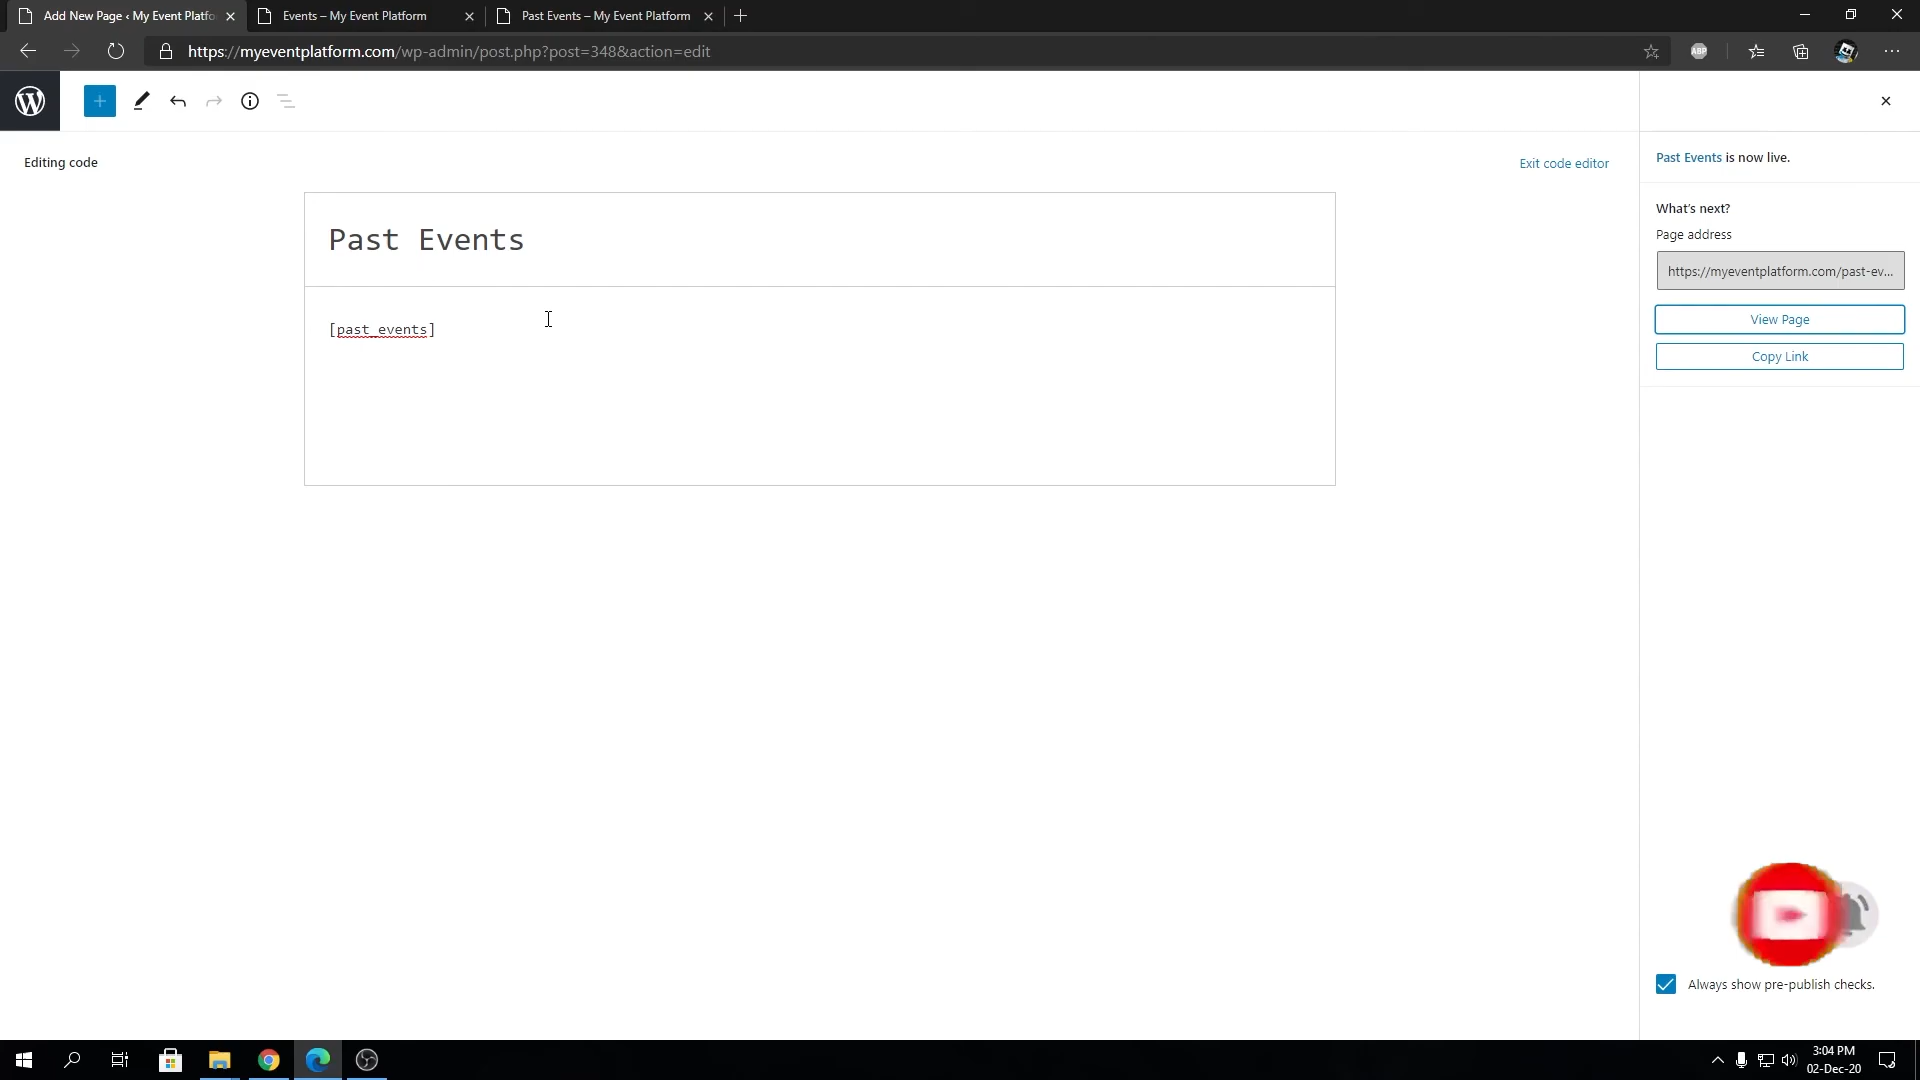 Add New Page ‹ My Event Platfo
Events – My Event Platform
Past Events – My Event Platform
https://myeventplatform.com/wp-admin/post.php?post=348&action=edit
ABP
Editing code
Exit code editor
Past Events
[past_events]
Past Events is now live.
What's next?
Page address
https://myeventplatform.com/past-ev...
View Page
Copy Link
Always show pre-publish checks.
3:04 PM
02-Dec-20